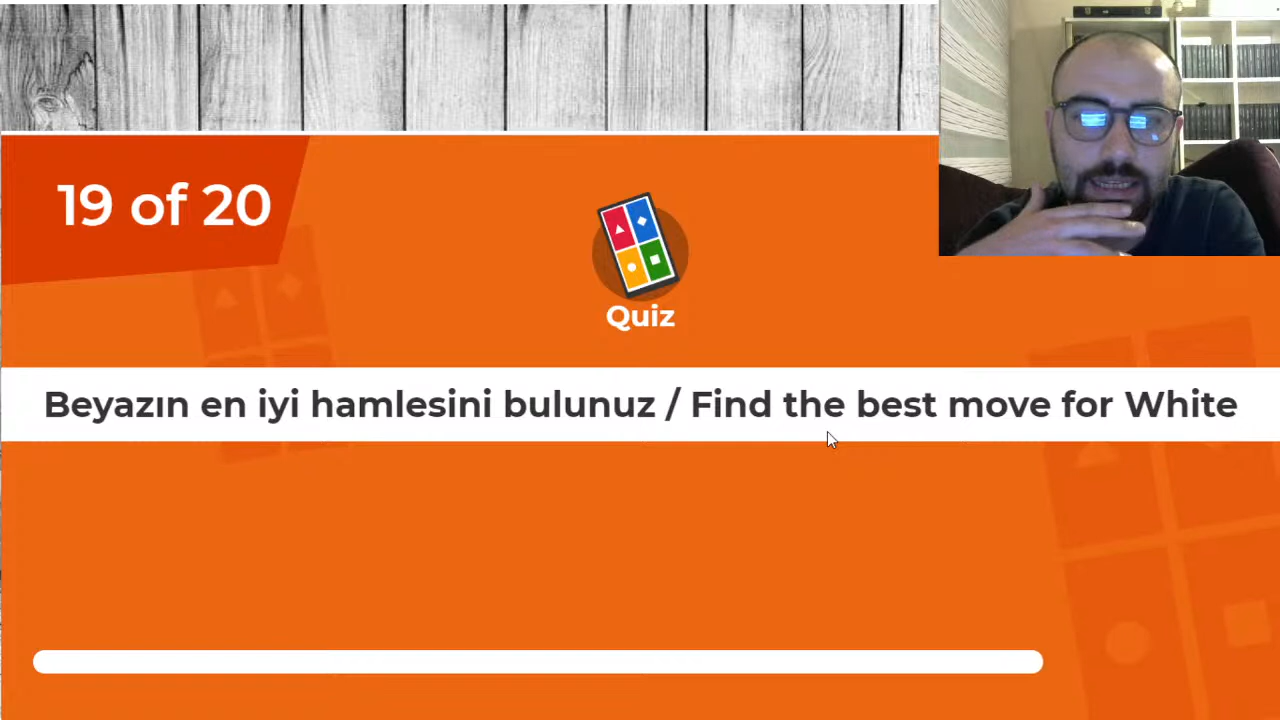 19 of 20
Quiz
Beyazın en iyi hamlesini bulunuz / Find the best move for White